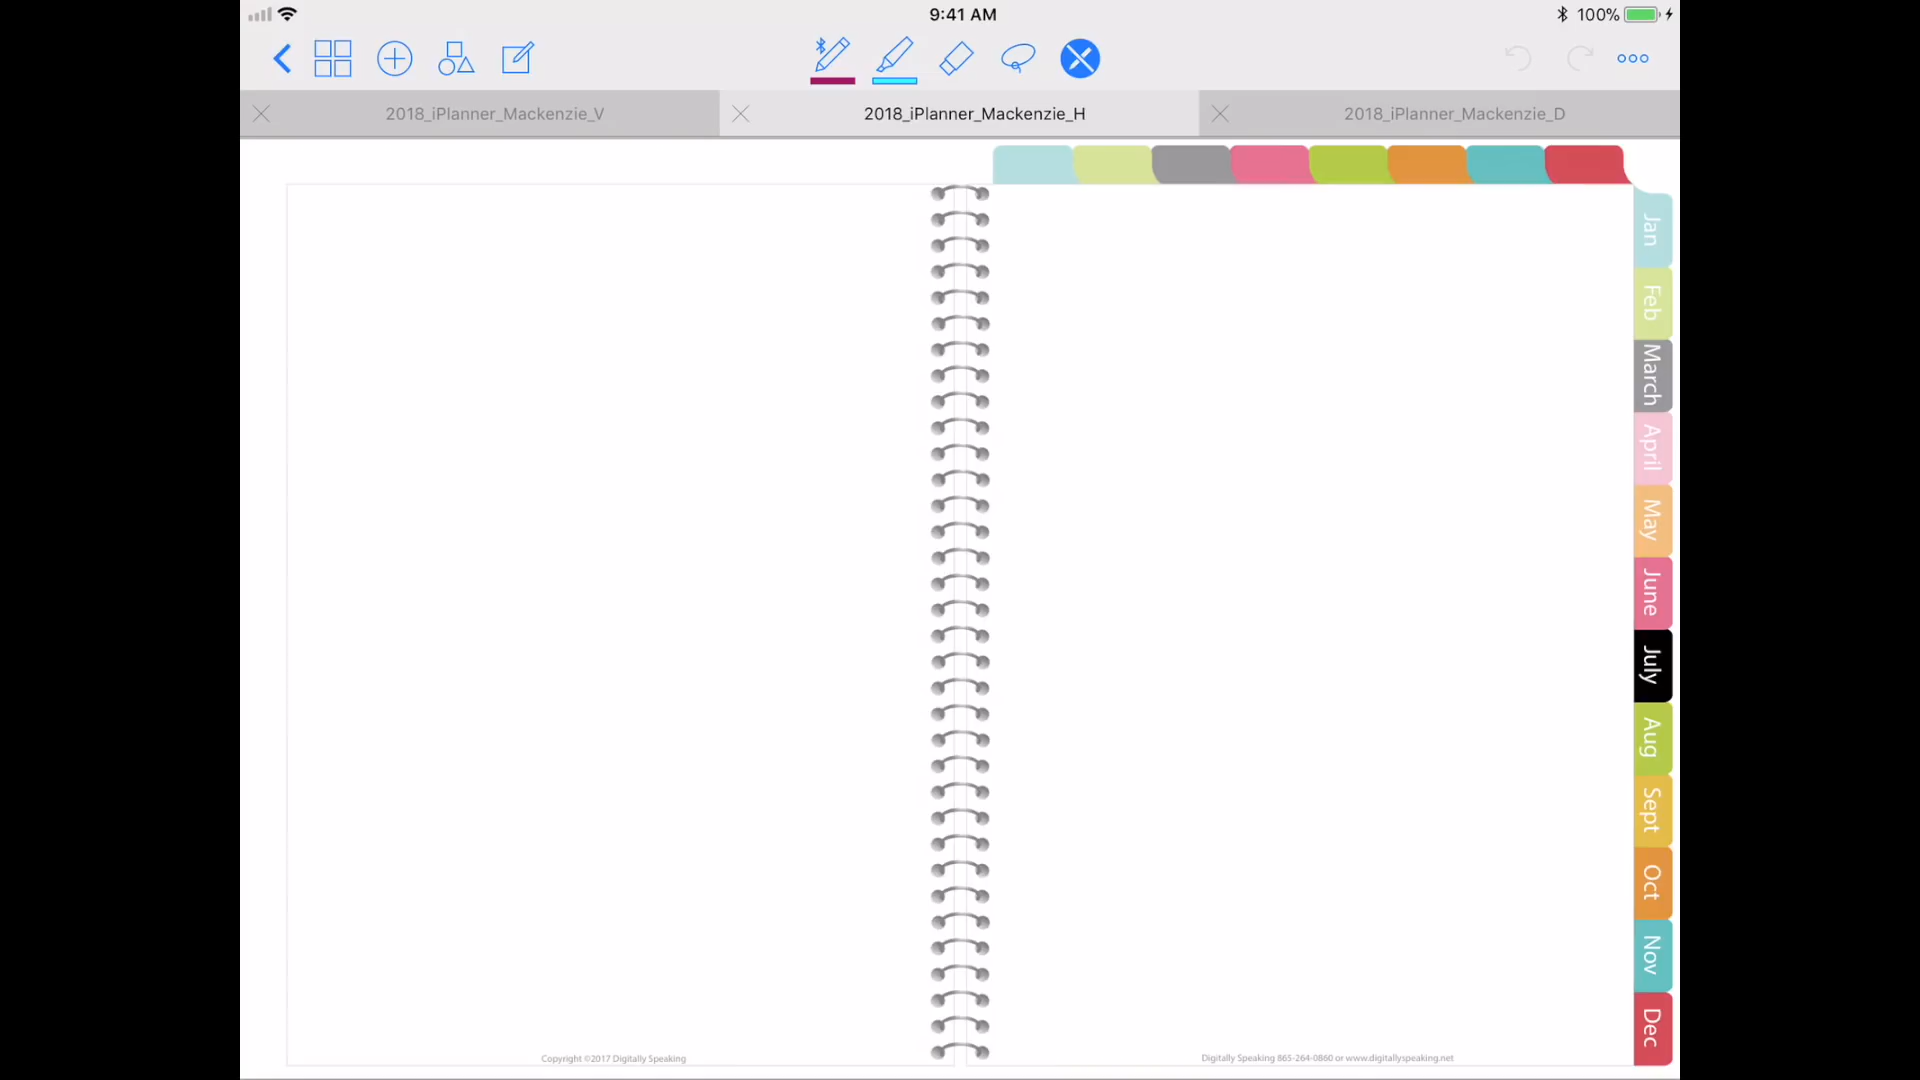 9:41 AM
100%
2018_iPlanner_Mackenzie_V
2018_iPlanner_Mackenzie_H
2018_iPlanner_Mackenzie_D
Jan
Feb
March
April
May
June
July
Aug
Sept
Oct
Nov
Dec
Copyright ©2017 Digitally Speaking
Digitally Speaking 865-264-0860 or www.digitallyspeaking.net